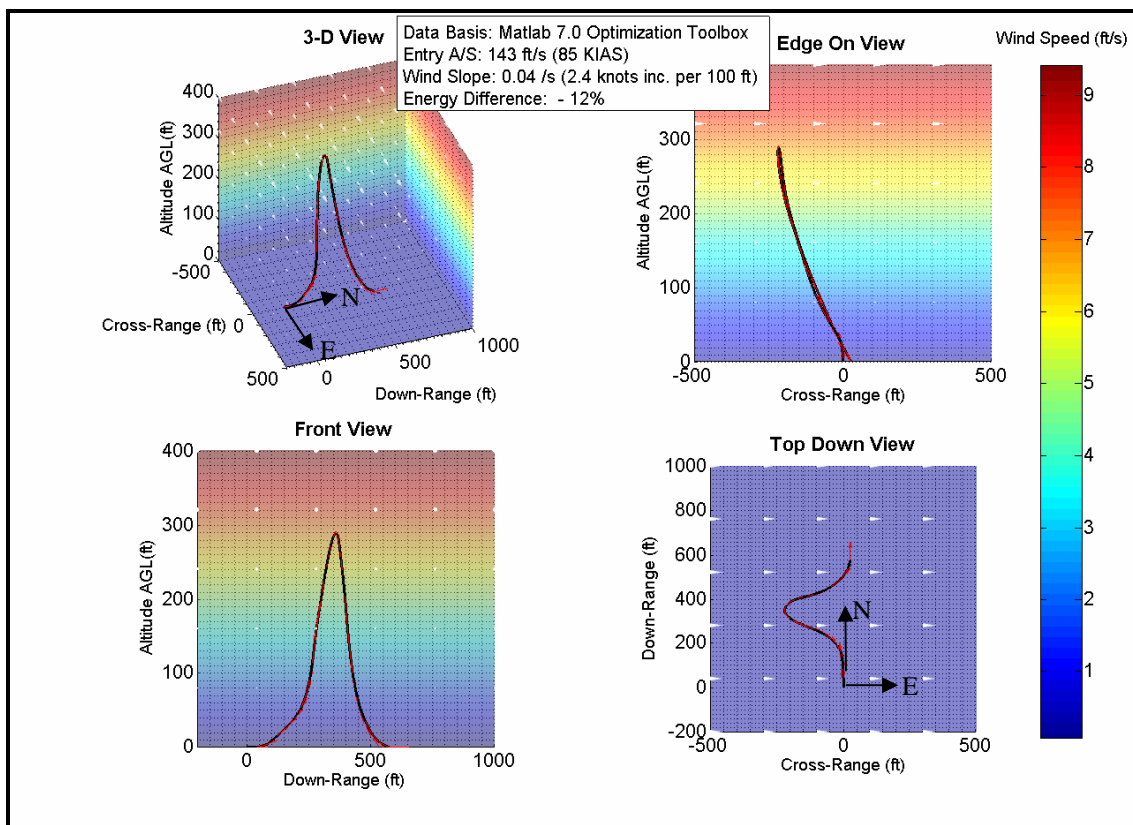 3-D View
Data Basis: Matlab 7.0 Optimization Toolbox
Entry A/S: 143 ft/s (85 KIAS)
Wind Slope: 0.04 /s (2.4 knots inc. per 100 ft)
Energy Difference: - 12%
Edge On View
Wind Speed (ft/s)
Altitude AGL(ft)
400
300
200
100
0
-500
0
500
Cross-Range (ft)
0
500
1000
Down-Range (ft)
N
E
Altitude AGL(ft)
300
200
100
0
-500
0
500
Cross-Range (ft)
9
8
7
6
5
4
3
2
1
Front View
Altitude AGL(ft)
400
300
200
100
0
0
500
1000
Down-Range (ft)
Top Down View
Down-Range (ft)
1000
800
600
400
200
0
-200
-500
0
500
Cross-Range (ft)
N
E